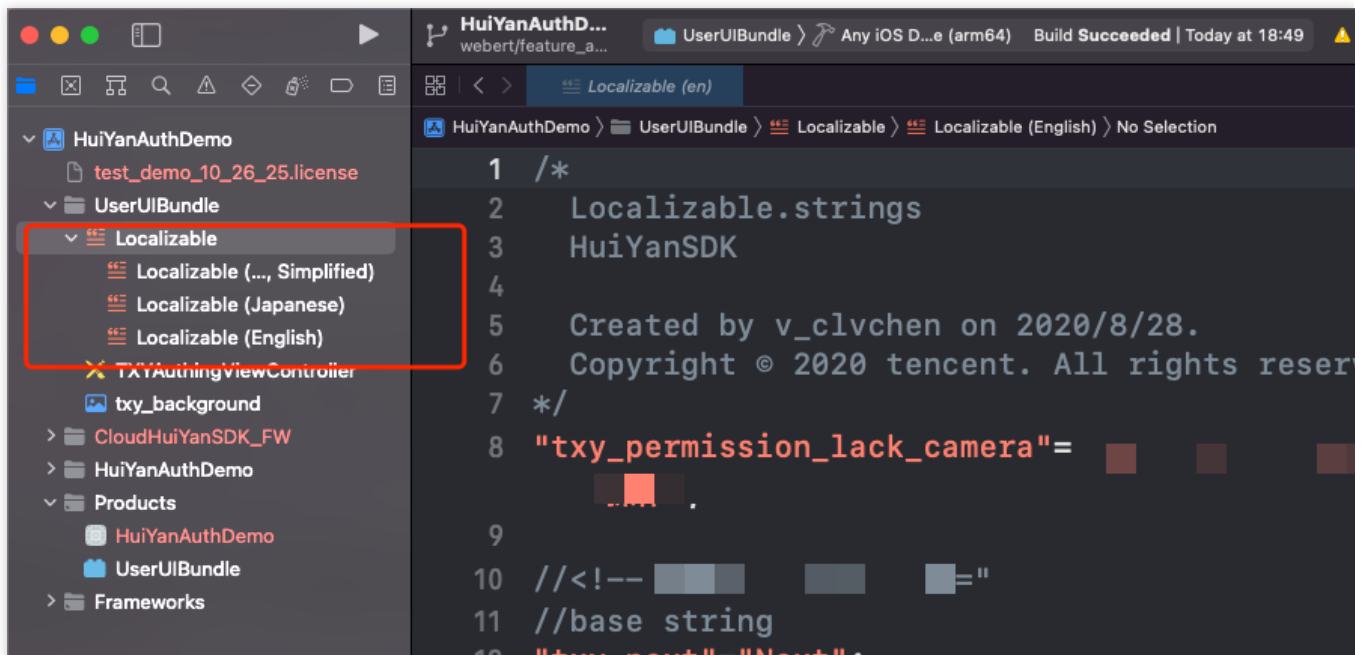 HuiYanAuthD...
webert/feature_a...
UserUIBundle 〉 Any iOS D...e (arm64)
Build Succeeded | Today at 18:49
Localizable (en)
HuiYanAuthDemo 〉 UserUIBundle 〉 Localizable 〉 Localizable (English) 〉 No Selection
HuiYanAuthDemo
test_demo_10_26_25.license
UserUIBundle
Localizable
Localizable (..., Simplified)
Localizable (Japanese)
Localizable (English)
TXYAuthingViewController
txy_background
CloudHuiYanSDK_FW
HuiYanAuthDemo
Products
HuiYanAuthDemo
UserUIBundle
Frameworks
1 /*
2 Localizable.strings
3 HuiYanSDK
4
5 Created by v_clvchen on 2020/8/28.
6 Copyright © 2020 tencent. All rights reser
7 */
8 "txy_permission_lack_camera"=
9
10 //<!-- ="
11 //base string
"txy_next"="Next";